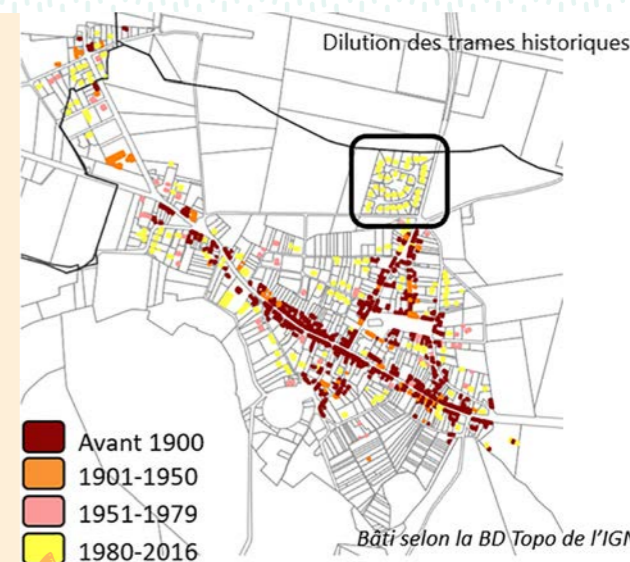 Dilution des trames historiques
Avant 1900
1901-1950
1951-1979
1980-2016
Bâti selon la BD Topo de l'IGN